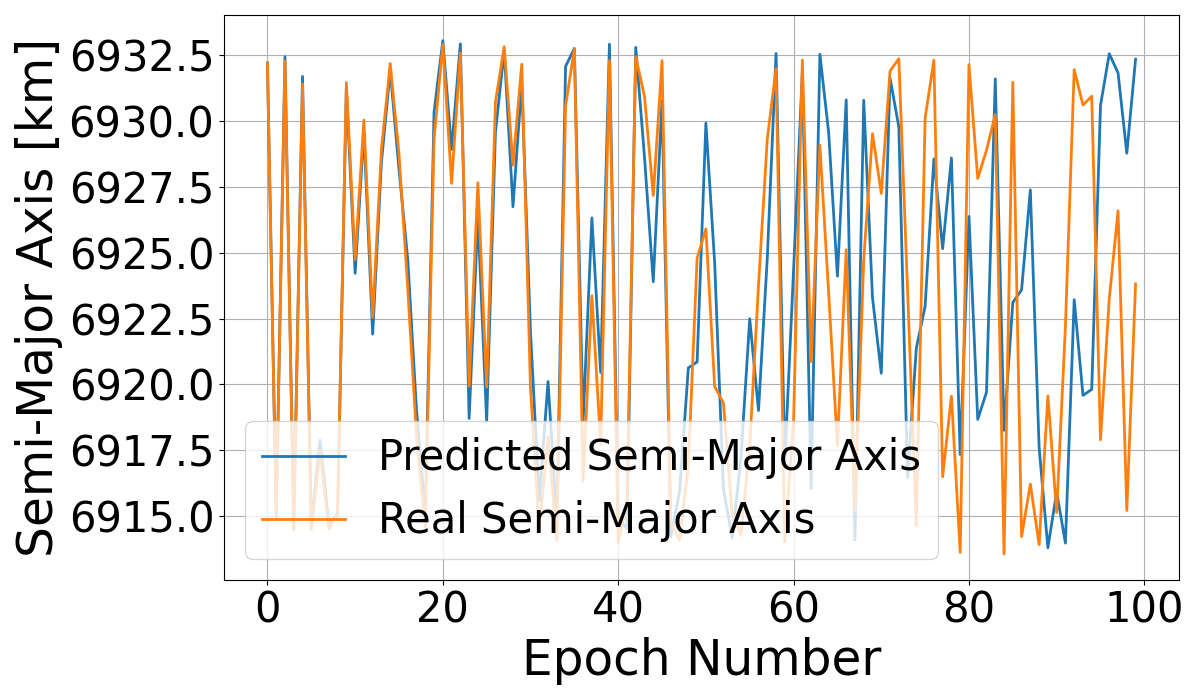 Semi-Major Axis [km]
6932.5
6930.0
6927.5
6925.0
6922.5
6920.0
6917.5
6915.0
Predicted Semi-Major Axis
Real Semi-Major Axis
0 20 40 60 80 100
Epoch Number